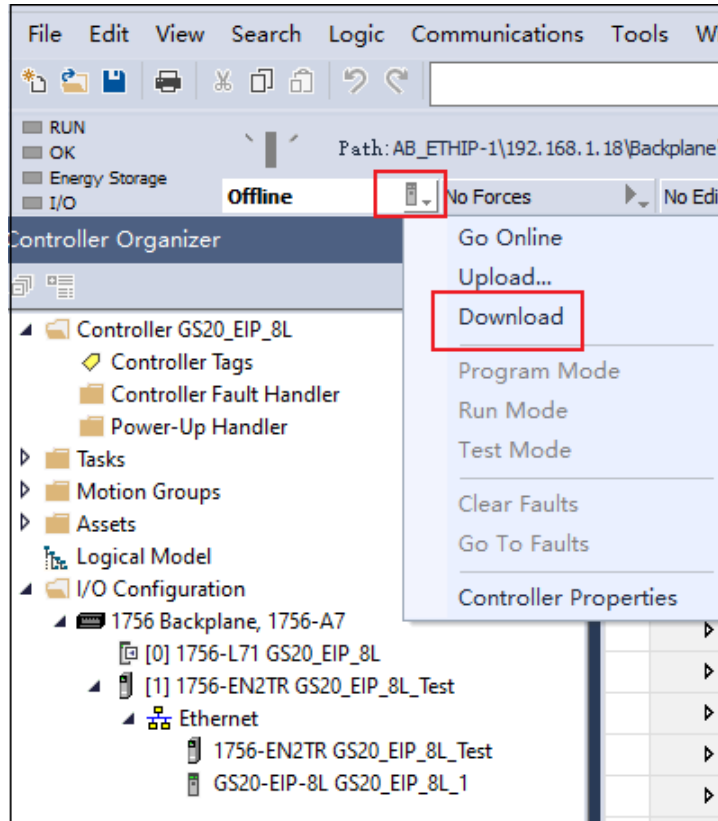 File Edit View Search Logic Communications Tools W
RUN
OK
Energy Storage
I/O
Path: AB_ETHIP-1\192.168.1.18\Backplane
Offline
No Forces
No Edi
Controller Organizer
Go Online
Upload...
Download
Program Mode
Run Mode
Test Mode
Clear Faults
Go To Faults
Controller Properties
Controller GS20_EIP_8L
Controller Tags
Controller Fault Handler
Power-Up Handler
Tasks
Motion Groups
Assets
Logical Model
I/O Configuration
1756 Backplane, 1756-A7
[0] 1756-L71 GS20_EIP_8L
[1] 1756-EN2TR GS20_EIP_8L_Test
Ethernet
1756-EN2TR GS20_EIP_8L_Test
GS20-EIP-8L GS20_EIP_8L_1